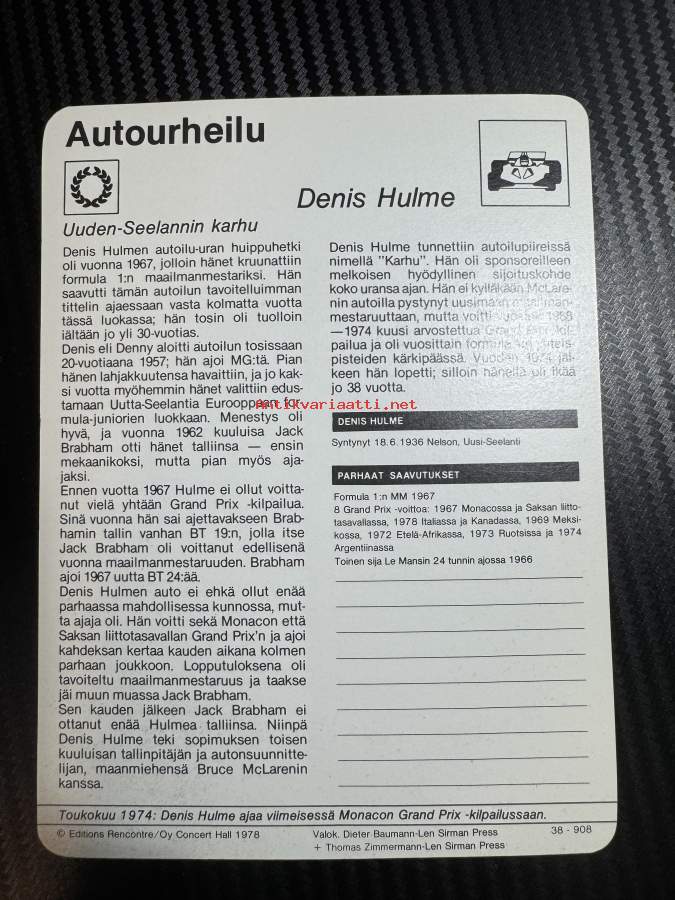 Autourheilu
Denis Hulme
Uuden-Seelannin karhu
Denis Hulmen autoilu-uran huippuhetki
oli vuonna 1967, jolloin hänet kruunattiin
formula 1:n maailmanmestariksi. Hän
saavutti tämän autoilun tavoitelluimman
tittelin ajaessaan vasta kolmatta vuotta
tässä luokassa; hän tosin oli tuolloin
iältään jo yli 30-vuotias.
Denis eli Denny aloitti autoilun tosissaan
20-vuotiaana 1957; hän ajoi MG:tä. Pian
hänen lahjakkuutensa havaittiin, ja jo kak-
si vuotta myöhemmin hänet valittiin edus-
tamaan Uutta-Seelantia Eurooppaan for-
mula-juniorien luokkaan. Menestys oli
hyvä, ja vuonna 1962 kuuluisa Jack
Brabham otti hänet talliinsa — ensin
mekaanikoksi, mutta pian myös aja-
jaksi.
Ennen vuotta 1967 Hulme ei ollut voitta-
nut vielä yhtään Grand Prix -kilpailua.
Sinä vuonna hän sai ajettavakseen Brab-
hamin tallin vanhan BT 19:n, jolla itse
Jack Brabham oli voittanut edellisenä
vuonna maailmanmestaruuden. Brabham
ajoi 1967 uutta BT 24:ää.
Denis Hulmen auto ei ehkä ollut enää
parhaassa mahdollisessa kunnossa, mut-
ta ajaja oli. Hän voitti sekä Monacon että
Saksan liittotasavallan Grand Prix'n ja ajoi
kahdeksan kertaa kauden aikana kolmen
parhaan joukkoon. Lopputuloksena oli
tavoiteltu maailmanmestaruus ja taakse
jäi muun muassa Jack Brabham.
Sen kauden jälkeen Jack Brabham ei
ottanut enää Hulmea talliinsa. Niinpä
Denis Hulme teki sopimuksen toisen
kuuluisan tallinpitäjän ja autonsuunnitte-
lijan, maanmiehensä Bruce McLarenin
kanssa.
Denis Hulme tunnettiin autoilupiireissä
nimellä "Karhu". Hän oli sponsoreilleen
melkoisen hyödyllinen sijoituskohde
koko uransa ajan. Hän ei kylläkään McLare-
nin autoilla pystynyt uusimaan maailman-
mestaruuttaan, mutta voitti vuosina 1968
—1974 kuusi arvostettua Grand Prix -kil-
pailua ja oli vuosittain formula
pisteiden kärkipäässä. Vuoden 1974 jäl-
keen hän lopetti; silloin hänellä oli ikää
jo 38 vuotta.
antikvariaatti.net
DENIS HULME
Syntynyt 18.6.1936 Nelson, Uusi-Seelanti
PARHAAT SAAVUTUKSET
Formula 1:n MM 1967
8 Grand Prix -voittoa: 1967 Monacossa ja Saksan liitto-
tasavallassa, 1978 Italiassa ja Kanadassa, 1969 Meksi-
kossa, 1972 Etelä-Afrikassa, 1973 Ruotsissa ja 1974
Argentiinassa
Toinen sija Le Mansin 24 tunnin ajossa 1966
Toukokuu 1974: Denis Hulme ajaa viimeisessä Monacon Grand Prix -kilpailussaan.
© Editions Rencontre/Oy Concert Hall 1978
Valok. Dieter Baumann-Len Sirman Press
+ Thomas Zimmermann-Len Sirman Press
38 - 908